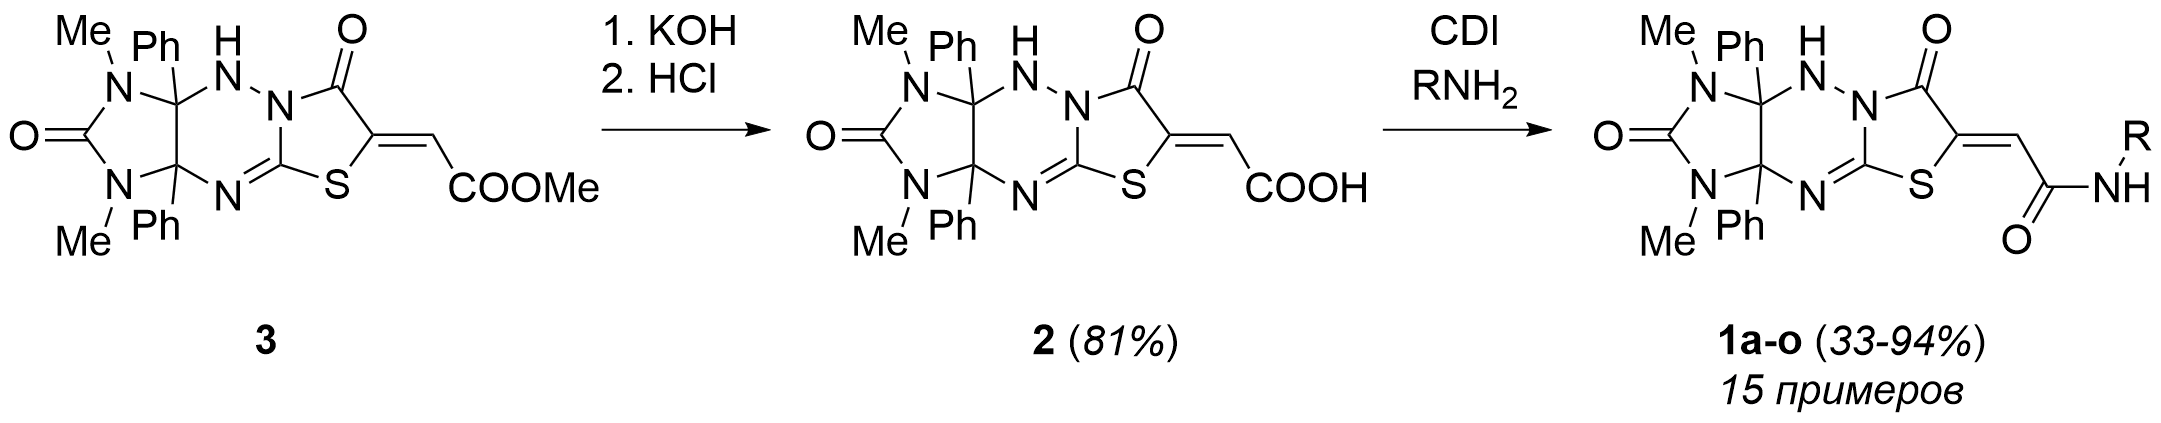 Me
Ph
H
N
N
N
O
O
N
Me
Ph
N
S
COOMe
3
1. KOH
2. HCl
Me
Ph
H
N
N
N
O
O
N
Me
Ph
N
S
COOH
2 (81%)
CDI
RNH2
Me
Ph
H
N
N
N
O
O
N
Me
Ph
N
S
O
NH
R
1a-o (33-94%)
15 примеров